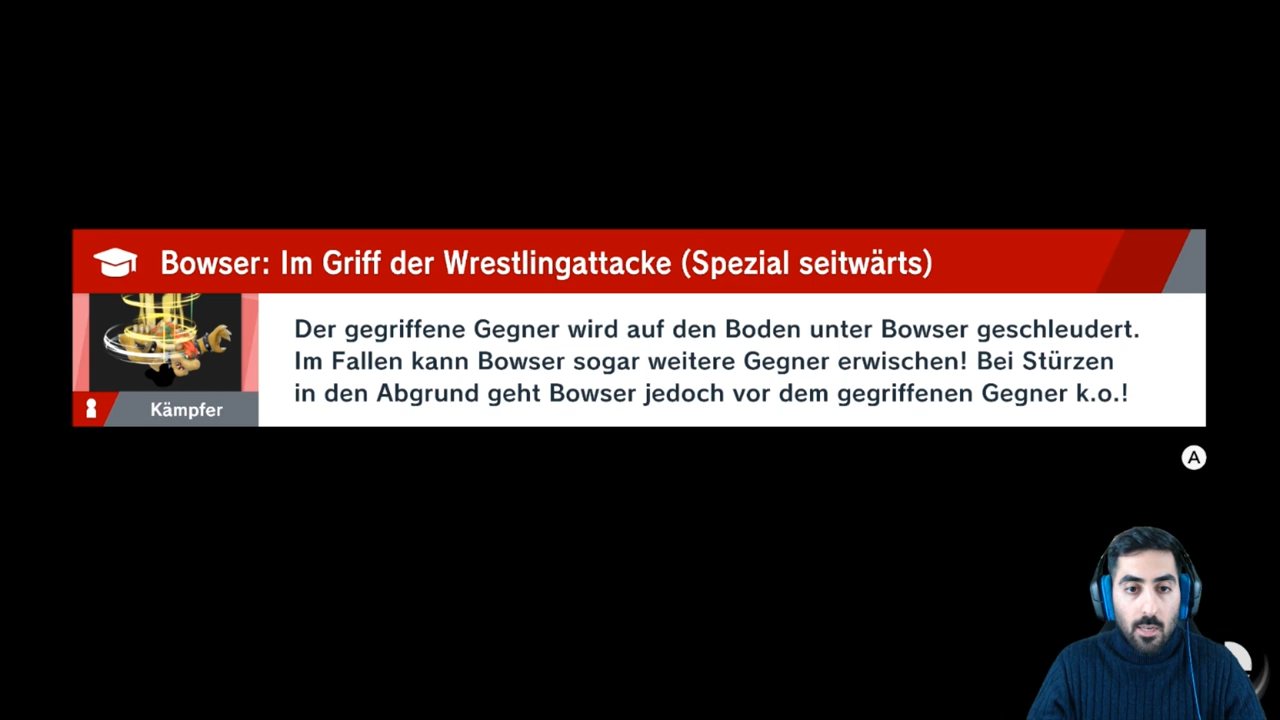 Bowser: Im Griff der Wrestlingattacke (Spezial seitwärts)
Der gegriffene Gegner wird auf den Boden unter Bowser geschleudert.
Im Fallen kann Bowser sogar weitere Gegner erwischen! Bei Stürzen
in den Abgrund geht Bowser jedoch vor dem gegriffenen Gegner k.o.!
Kämpfer
A